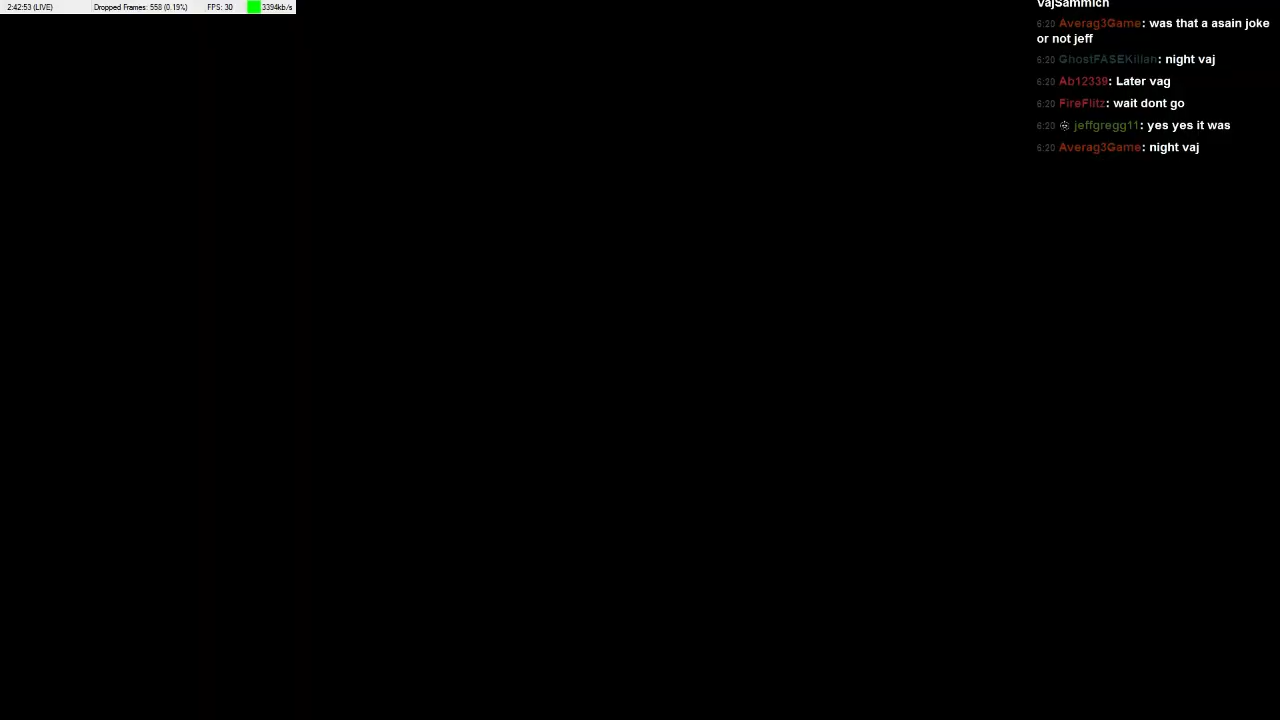 2:42:53 (LIVE) Dropped Frames: 558 (0.19%) FPS: 30 3394kb/s
VajSammich
6:20 Averag3Game: was that a asain joke
or not jeff
6:20 GhostFASEKillan: night vaj
6:20 Ab12339: Later vag
6:20 FireFlitz: wait dont go
6:20 jeffgregg11: yes yes it was
6:20 Averag3Game: night vaj